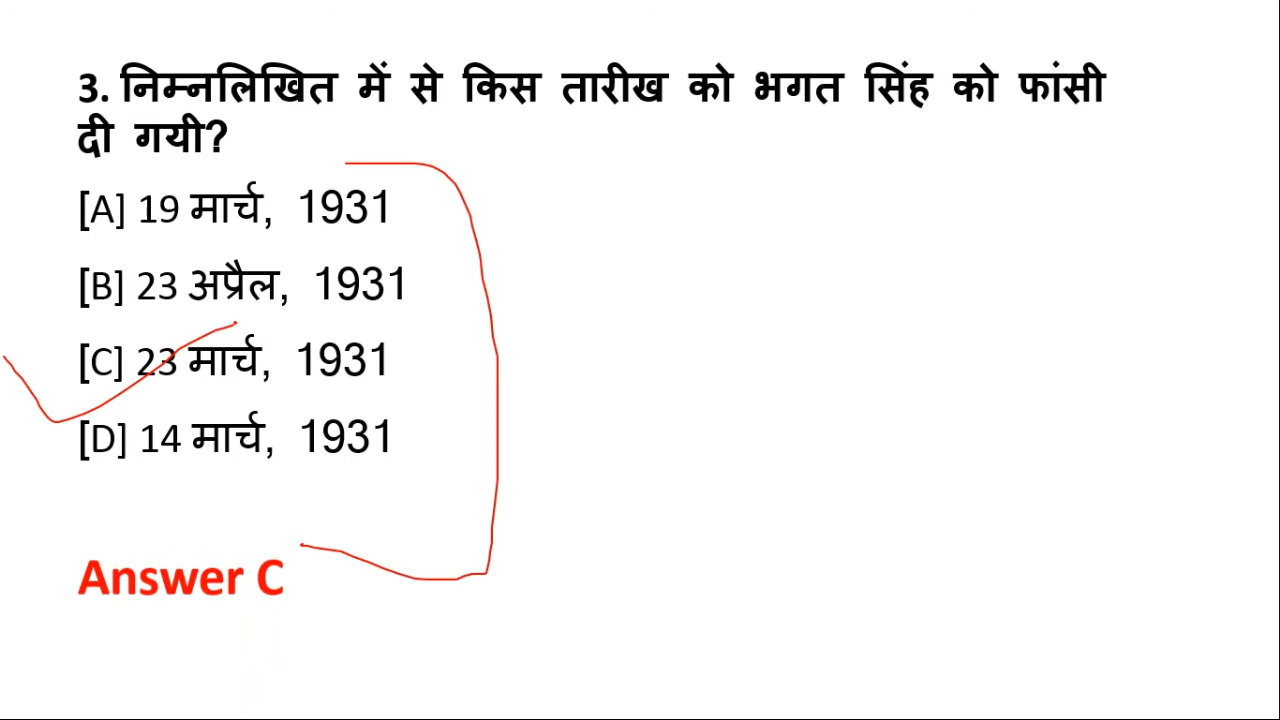 3. निम्नलिखित में से किस तारीख को भगत सिंह को फांसी
दी गयी?
[A] 19 मार्च, 1931
[B] 23 अप्रैल, 1931
[C] 23 मार्च, 1931
[D] 14 मार्च, 1931
Answer C